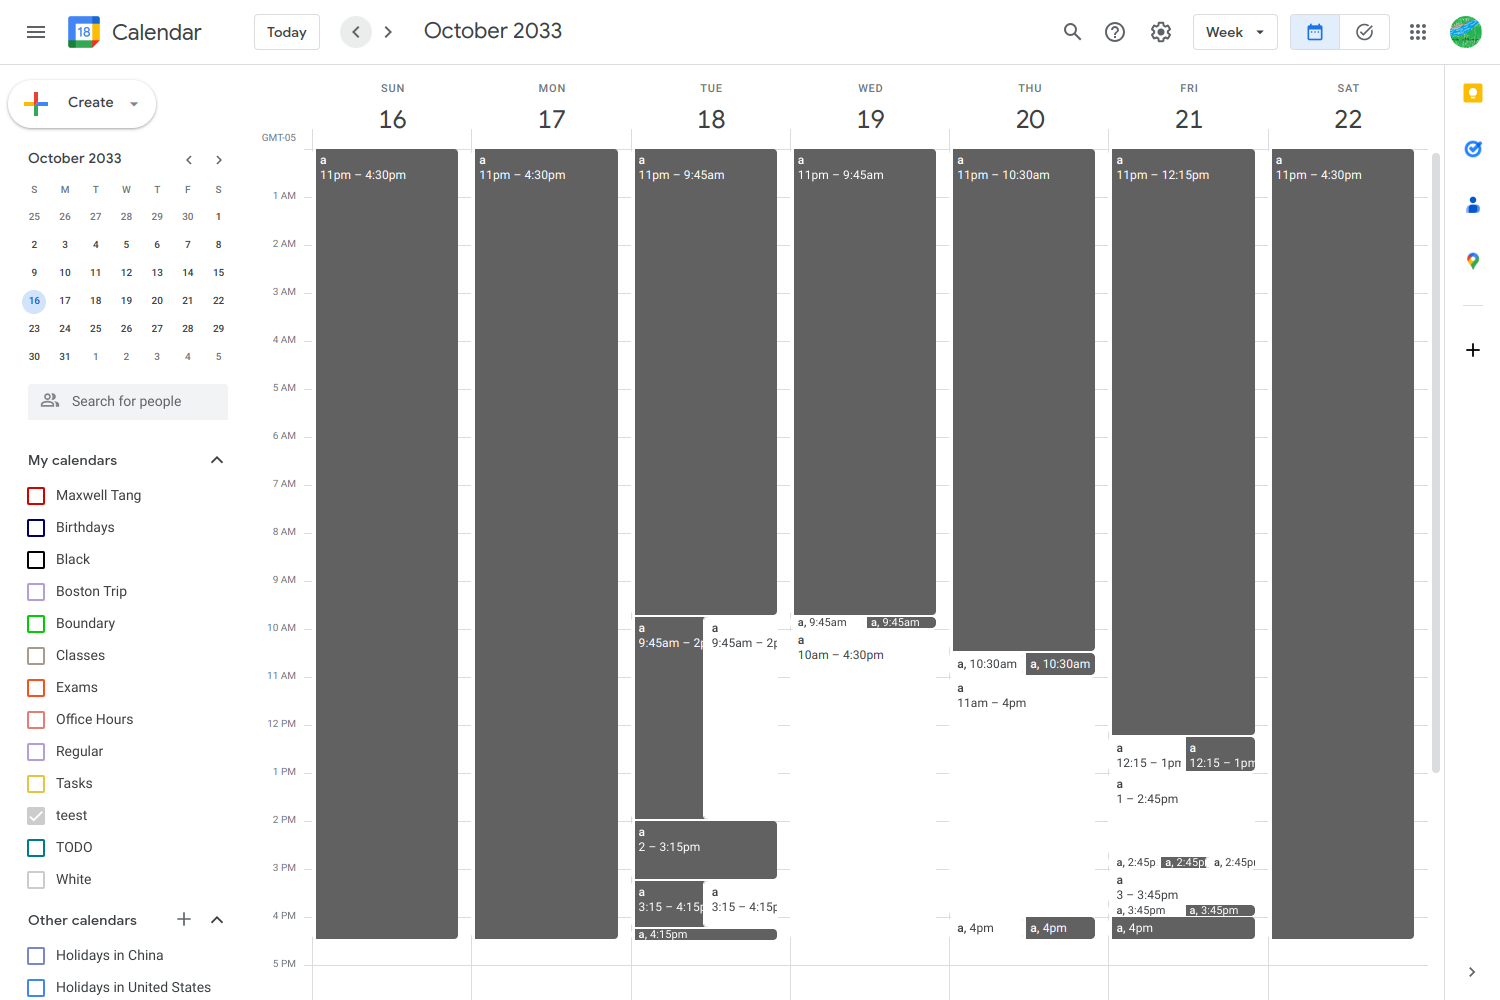 18 Calendar Today October 2033 Week
Create
October 2033
S M T W T F S
25 26 27 28 29 30 1
2 3 4 5 6 7 8
9 10 11 12 13 14 15
16 17 18 19 20 21 22
23 24 25 26 27 28 29
30 31 1 2 3 4 5
Search for people
My calendars
Maxwell Tang
Birthdays
Black
Boston Trip
Boundary
Classes
Exams
Office Hours
Regular
Tasks
teest
TODO
White
Other calendars
Holidays in China
Holidays in United States
SUN MON TUE WED THU FRI SAT
16 17 18 19 20 21 22
GMT-05
1 AM
2 AM
3 AM
4 AM
5 AM
6 AM
7 AM
8 AM
9 AM
10 AM
11 AM
12 PM
1 PM
2 PM
3 PM
4 PM
5 PM
a
11pm – 4:30pm
a
11pm – 4:30pm
a
11pm – 9:45am
a
9:45am – 2p
a
9:45am – 2p
a
2 – 3:15pm
a
3:15 – 4:15p
a
3:15 – 4:15p
a, 4:15pm
a
11pm – 9:45am
a, 9:45am
a, 9:45am
a
10am – 4:30pm
a
11pm – 10:30am
a, 10:30am
a, 10:30am
a
11am – 4pm
a, 4pm
a, 4pm
a
11pm – 12:15pm
a
12:15 – 1pm
a
12:15 – 1pm
a
1 – 2:45pm
a, 2:45p
a, 2:45p
a, 2:45p
a
3 – 3:45pm
a, 3:45pm
a, 3:45pm
a, 4pm
a
11pm – 4:30pm